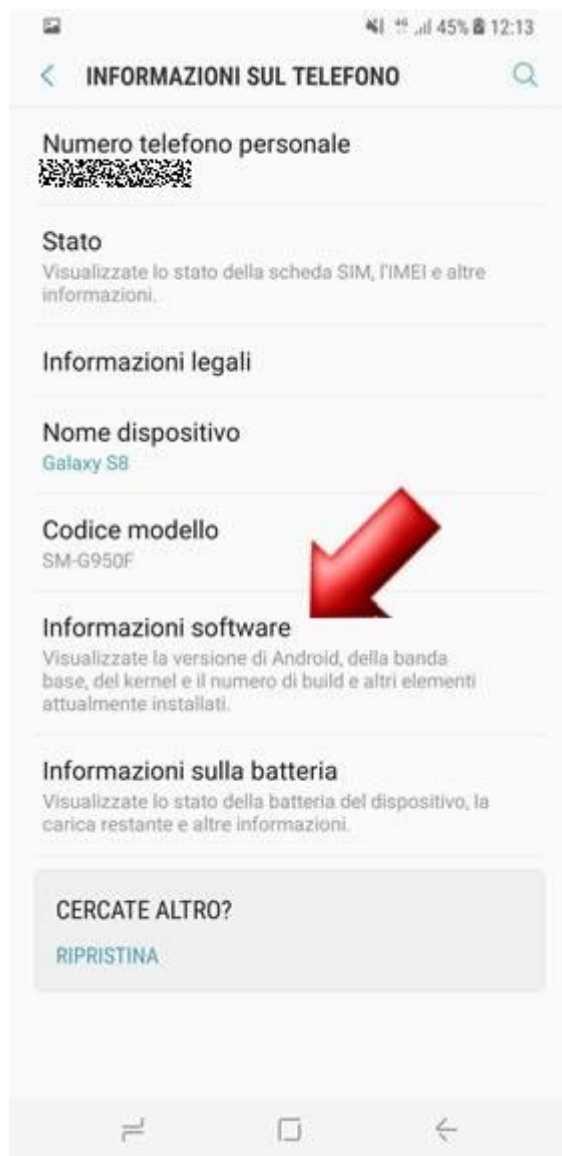 45% 12:13
INFORMAZIONI SUL TELEFONO
Numero telefono personale
Stato
Visualizzate lo stato della scheda SIM, l'IMEI e altre
informazioni.
Informazioni legali
Nome dispositivo
Galaxy S8
Codice modello
SM-G950F
Informazioni software
Visualizzate la versione di Android, della banda
base, del kernel e il numero di build e altri elementi
attualmente installati.
Informazioni sulla batteria
Visualizzate lo stato della batteria del dispositivo, la
carica restante e altre informazioni.
CERCATE ALTRO?
RIPRISTINA